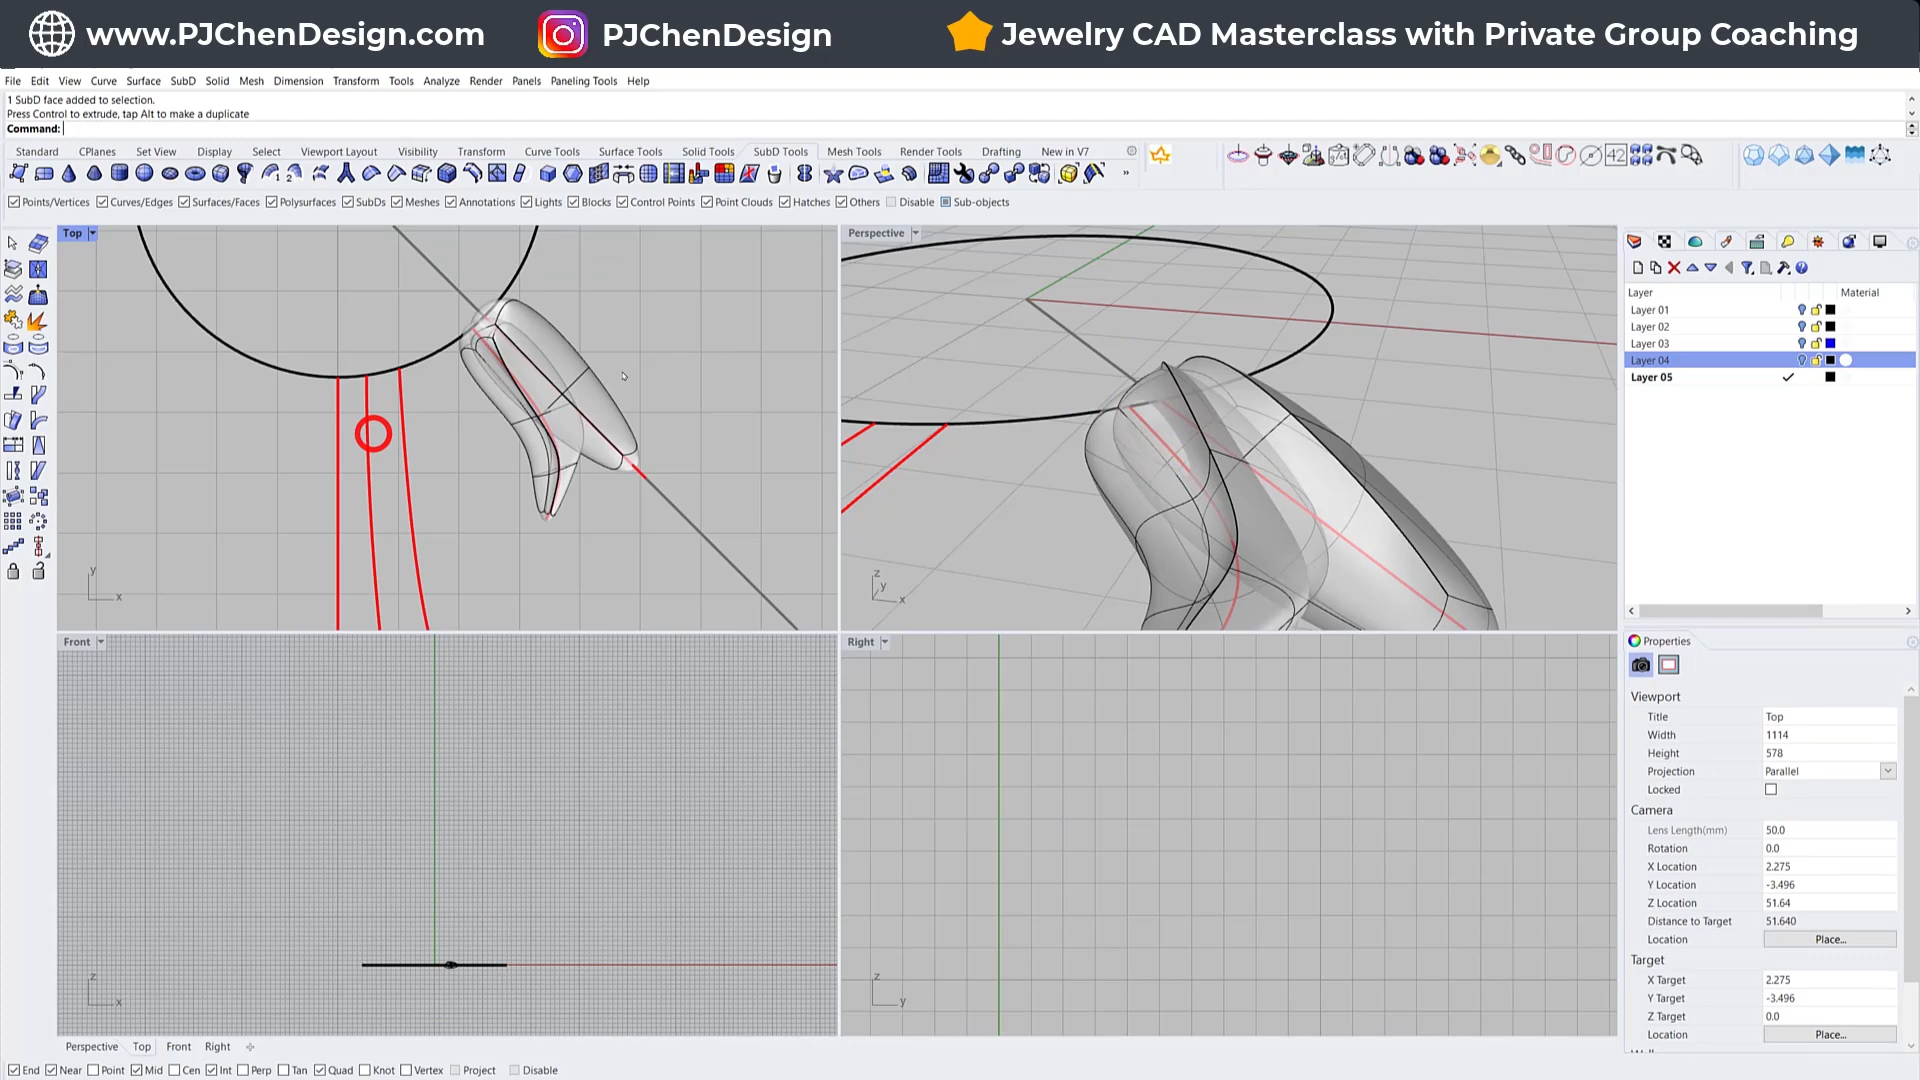 www.PJChenDesign.com PJChenDesign Jewelry CAD Masterclass with Private Group Coaching
File Edit View Curve Surface SubD Solid Mesh Dimension Transform Tools Analyze Render Panels Paneling Tools Help
1 SubD face added to selection.
Press Control to extrude, tap Alt to make a duplicate
Command:
Standard CPlanes Set View Display Select Viewport Layout Visibility Transform Curve Tools Surface Tools Solid Tools SubD Tools Mesh Tools Render Tools Drafting New in V7
42
Points/Vertices Curves/Edges Surfaces/Faces Polysurfaces SubDs Meshes Annotations Lights Blocks Control Points Point Clouds Hatches Others Disable Sub-objects
Top
y
x
Perspective
z
y
x
Front
z
x
Right
z
y
Layer Material
Layer 01
Layer 02
Layer 03
Layer 04
Layer 05
Properties
Viewport
Title Top
Width 1114
Height 578
Projection Parallel
Locked
Camera
Lens Length(mm) 50.0
Rotation 0.0
X Location 2.275
Y Location -3.496
Z Location 51.64
Distance to Target 51.640
Location Place...
Target
X Target 2.275
Y Target -3.496
Z Target 0.0
Location Place...
Perspective Top Front Right
End Near Point Mid Cen Int Perp Tan Quad Knot Vertex Project Disable